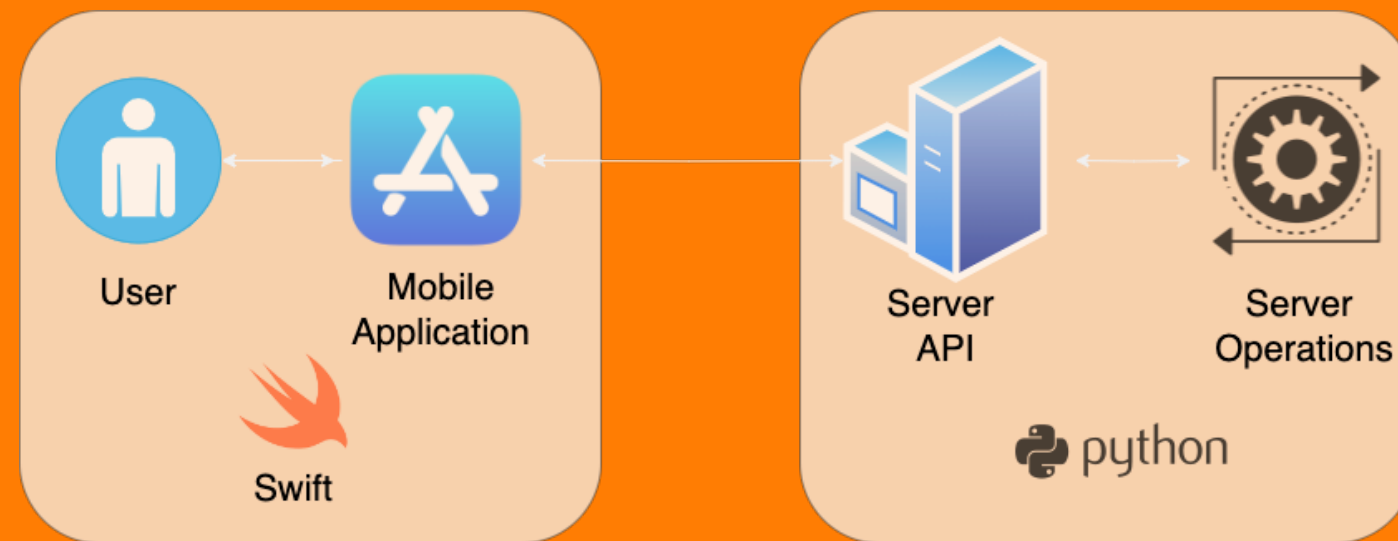 User
Mobile
Application
Swift
Server
API
Server
Operations
python